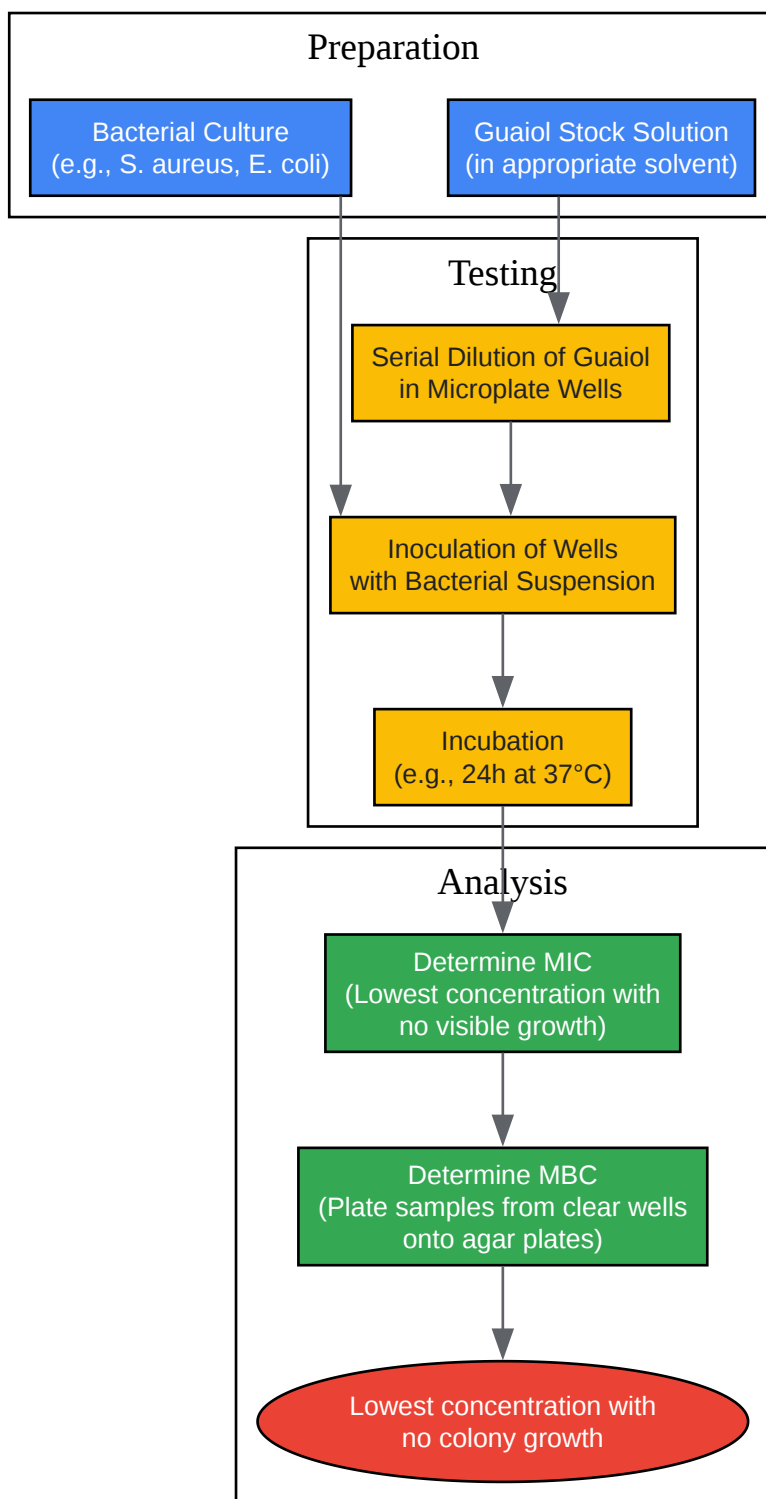 Preparation
Bacterial Culture
(e.g., S. aureus, E. coli)
Guaiol Stock Solution
(in appropriate solvent)
Testing
Serial Dilution of Guaiol
in Microplate Wells
Inoculation of Wells
with Bacterial Suspension
Incubation
(e.g., 24h at 37°C)
Analysis
Determine MIC
(Lowest concentration with
no visible growth)
Determine MBC
(Plate samples from clear wells
onto agar plates)
Lowest concentration with
no colony growth